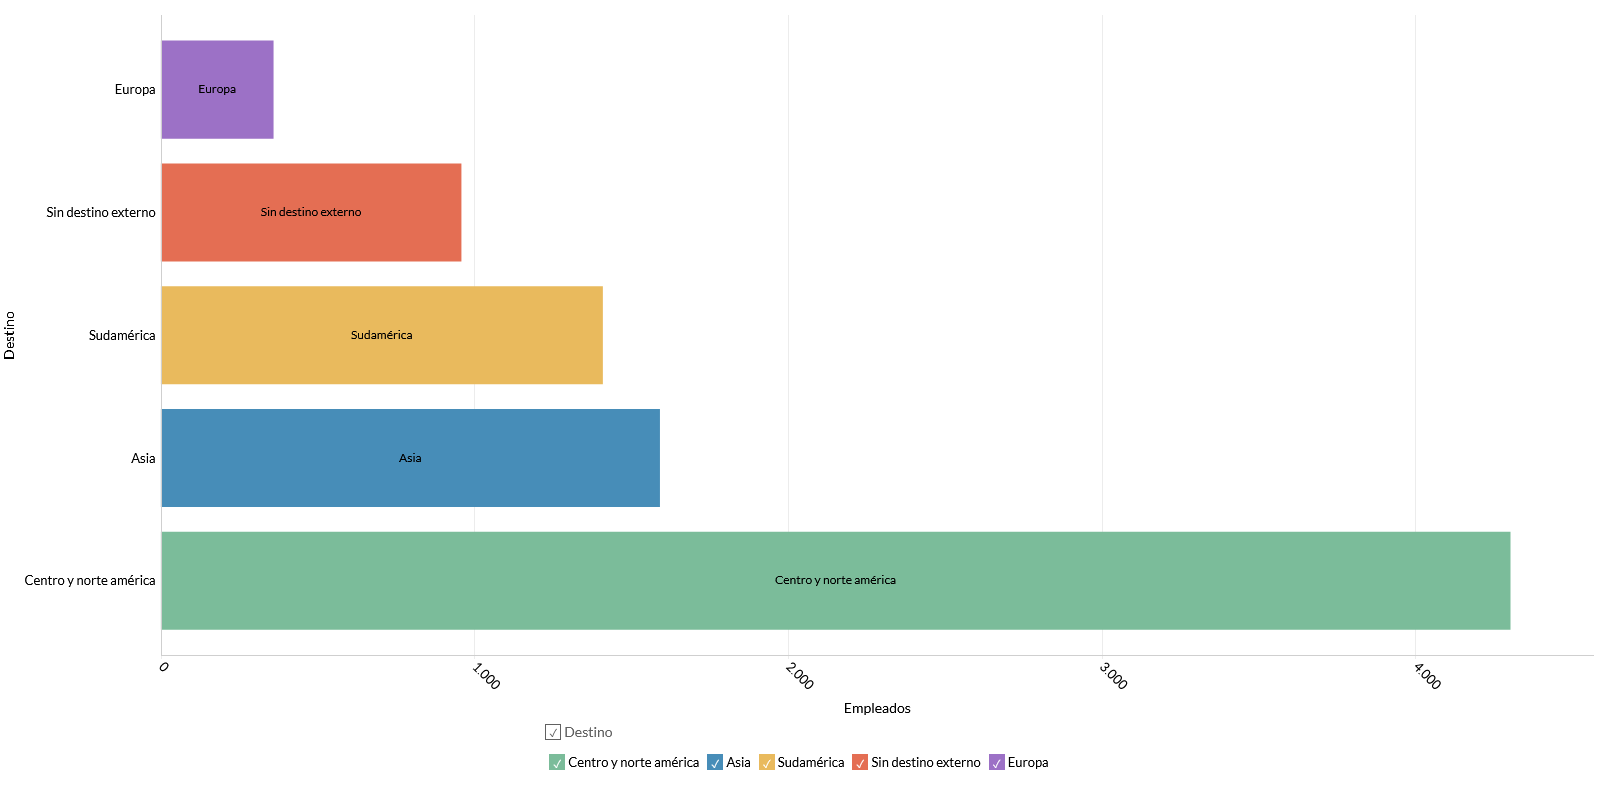 Europa
Europa
Sin destino externo
Sin destino externo
Sudamérica
Sudamérica
Destino
Asia
Asia
Centro y norte américa
Centro y norte américa
0
1.000
2.000
3.000
4.000
Empleados
Destino
Centro y norte américa Asia Sudamérica Sin destino externo Europa